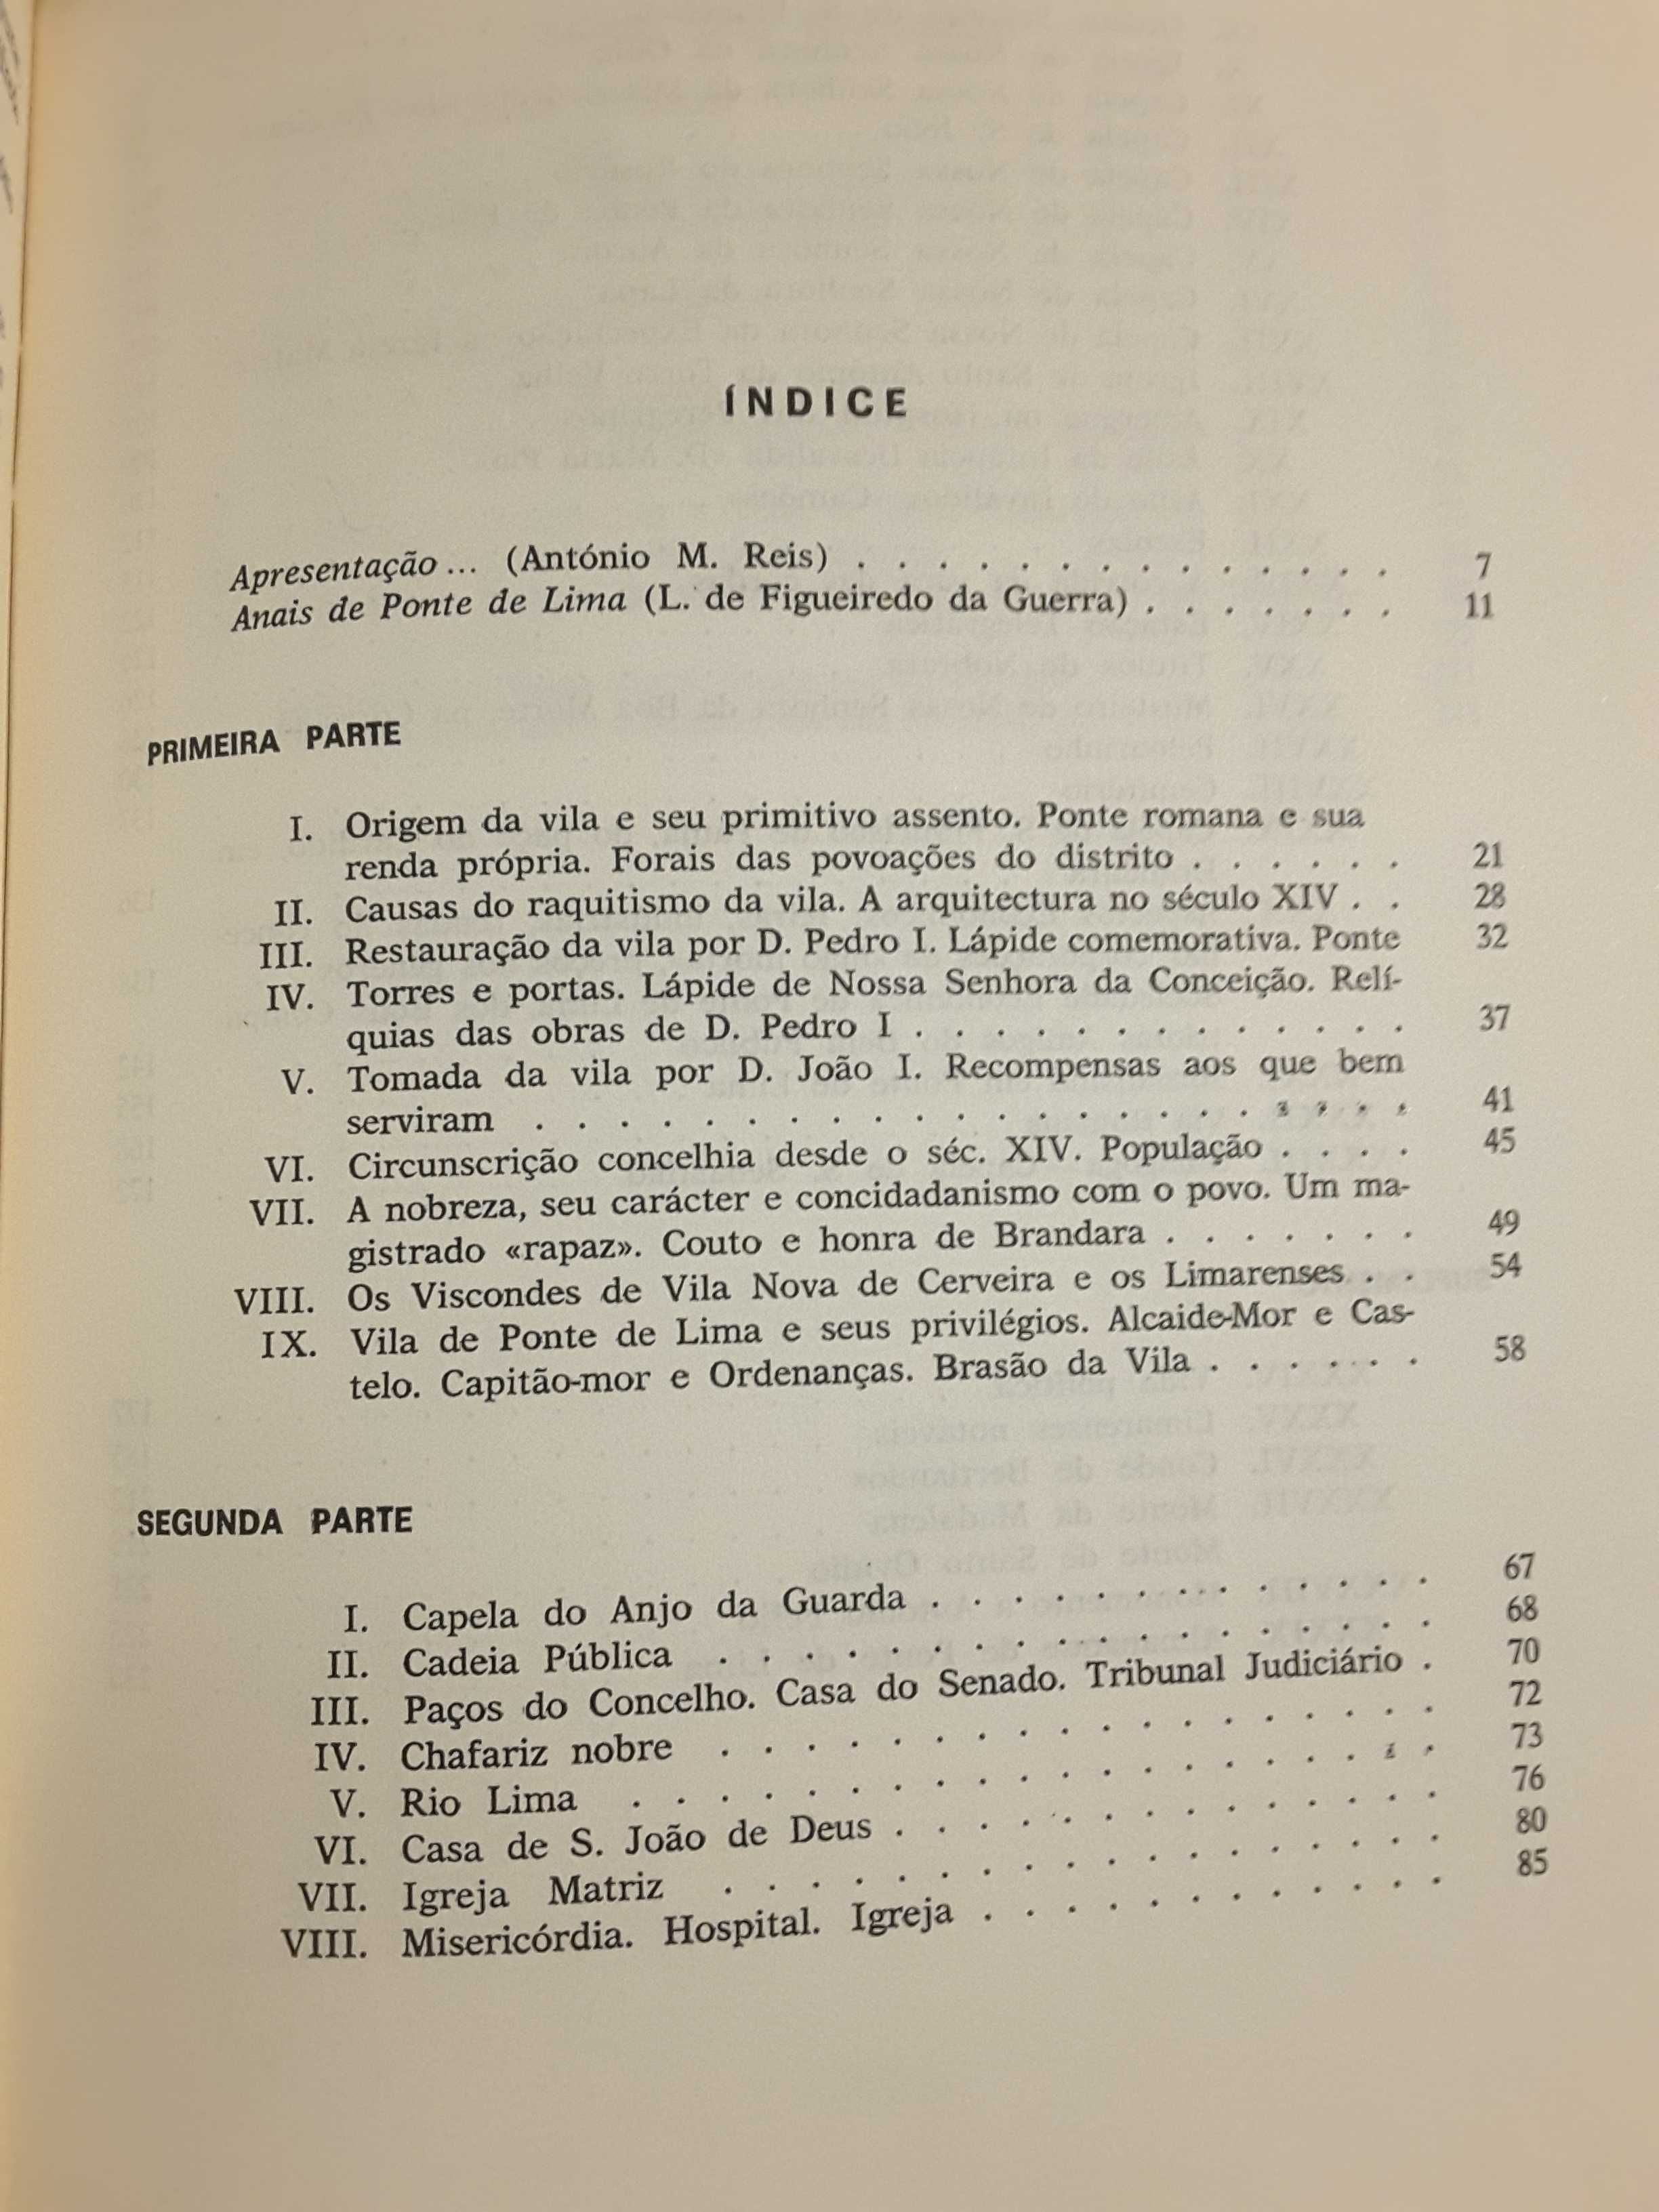 ÍNDICE
Apresentação ... (António M. Reis) . . . . . . . . . . . . . . 7
Anais de Ponte de Lima (L. de Figueiredo da Guerra) . . . . . . . 11
PRIMEIRA PARTE
I. Origem da vila e seu primitivo assento. Ponte romana e sua
renda própria. Forais das povoações do distrito . . . . . . 21
II. Causas do raquitismo da vila. A arquitectura no século XIV . . 28
III. Restauração da vila por D. Pedro I. Lápide comemorativa. Ponte 32
IV. Torres e portas. Lápide de Nossa Senhora da Conceição. Relí-
quias das obras de D. Pedro I . . . . . . . . . . . . . 37
V. Tomada da vila por D. João I. Recompensas aos que bem
serviram . . . . . . . . . . . . . . . . . . . . . 41
VI. Circunscrição concelhia desde o séc. XIV. População . . . . 45
VII. A nobreza, seu carácter e concidadanismo com o povo. Um ma-
gistrado «rapaz». Couto e honra de Brandara . . . . . . . 49
VIII. Os Viscondes de Vila Nova de Cerveira e os Limarenses . . 54
IX. Vila de Ponte de Lima e seus privilégios. Alcaide-Mor e Cas-
telo. Capitão-mor e Ordenanças. Brasão da Vila . . . . . . 58
SEGUNDA PARTE
I. Capela do Anjo da Guarda . . . . . . . . . . . . . 67
II. Cadeia Pública . . . . . . . . . . . . . . . . . . 68
III. Paços do Concelho. Casa do Senado. Tribunal Judiciário . 70
IV. Chafariz nobre . . . . . . . . . . . . . . . . . . 72
V. Rio Lima . . . . . . . . . . . . . . . . . . . . 73
VI. Casa de S. João de Deus . . . . . . . . . . . . . . 76
VII. Igreja Matriz . . . . . . . . . . . . . . . . . . 80
VIII. Misericórdia. Hospital. Igreja . . . . . . . . . . . . 85